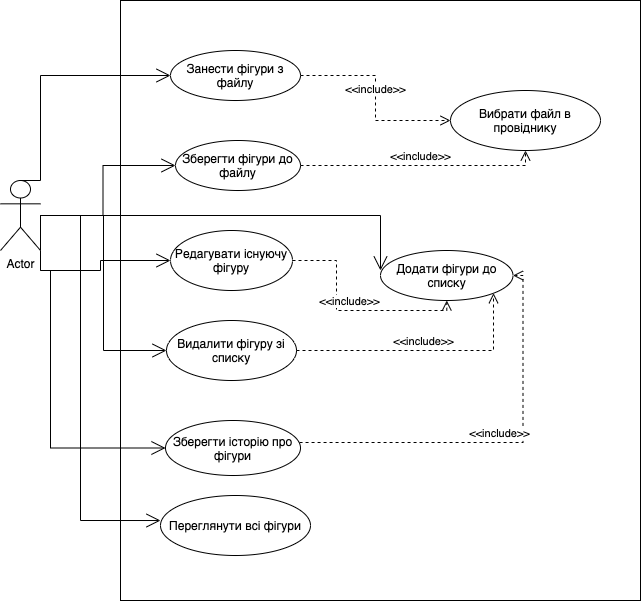 Занести фігури з
файлу
<<include>>
Вибрати файл в
провіднику
Зберегти фігури до
файлу
<<include>>
Actor
Редагувати існуючу
фігуру
Додати фігури до
списку
<<include>>
Видалити фігуру зі
списку
<<include>>
Зберегти історію про
фігури
<<include>>
Переглянути всі фігури